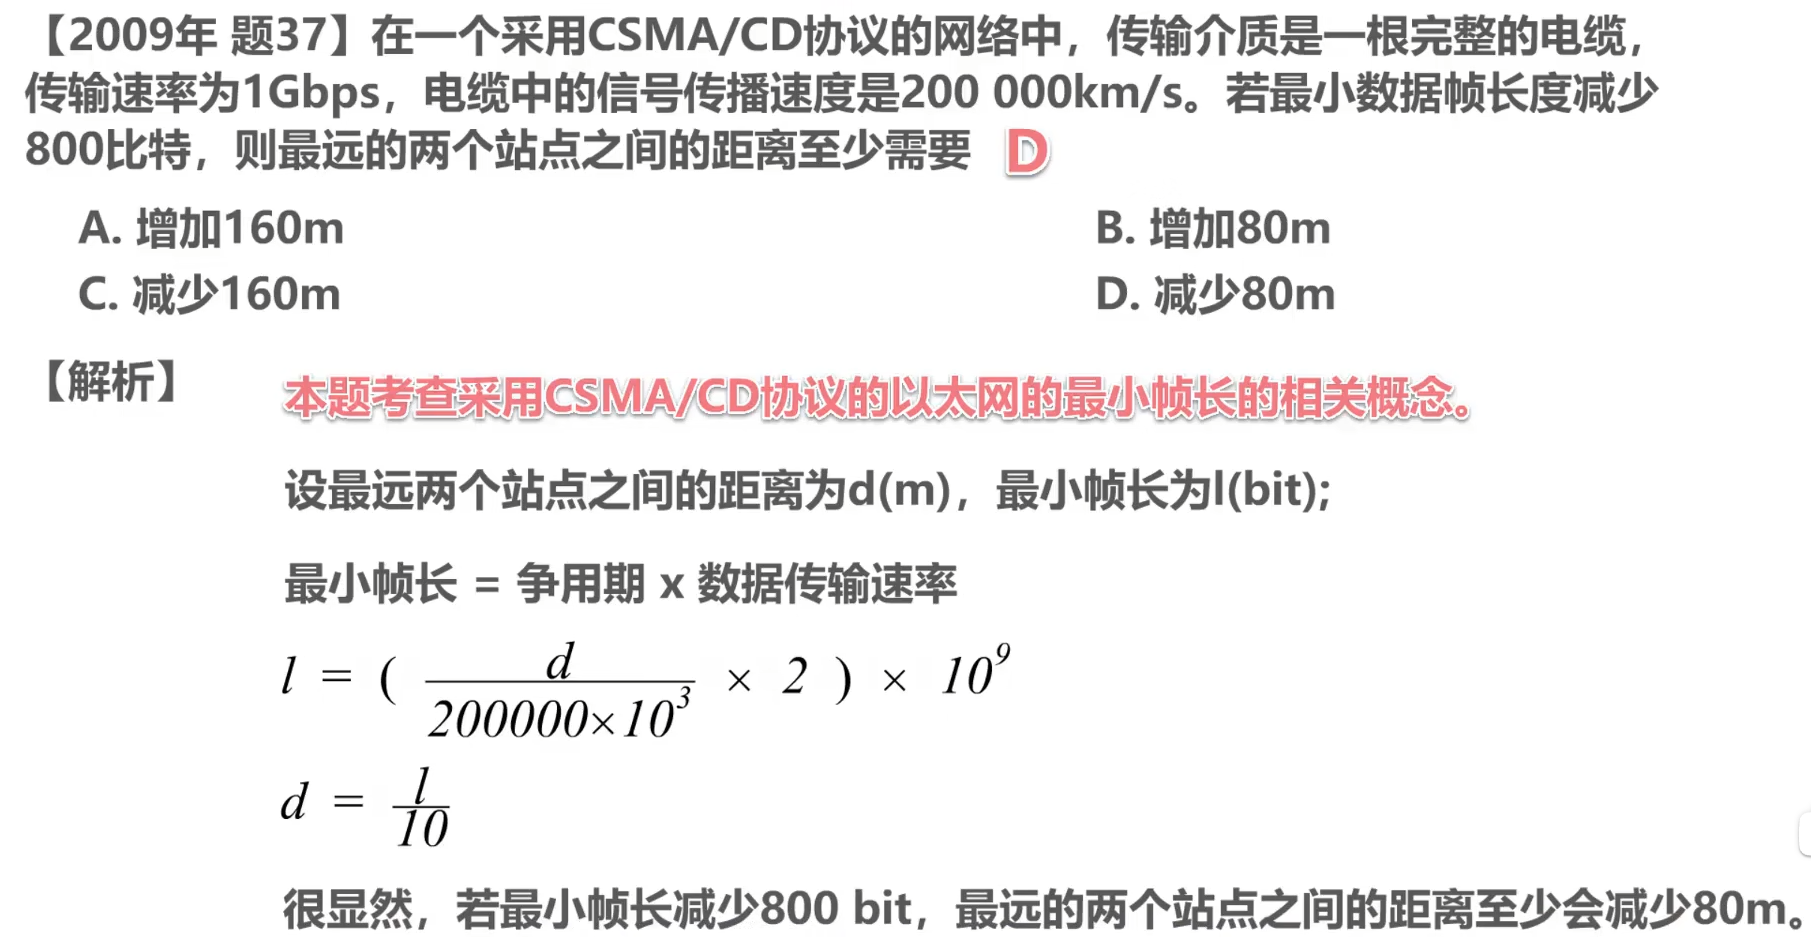 【2009年 题37】在一个采用CSMA/CD协议的网络中，传输介质是一根完整的电缆，
传输速率为1Gbps，电缆中的信号传播速度是200 000km/s。若最小数据帧长度减少
800比特，则最远的两个站点之间的距离至少需要 D
A. 增加160m B. 增加80m
C. 减少160m D. 减少80m
【解析】 本题考查采用CSMA/CD协议的以太网的最小帧长的相关概念。
设最远两个站点之间的距离为d(m)，最小帧长为l(bit);
最小帧长 = 争用期 x 数据传输速率
l = ( d / 200000×10³ × 2 ) × 10⁹
d = l / 10
很显然，若最小帧长减少800 bit，最远的两个站点之间的距离至少会减少80m。